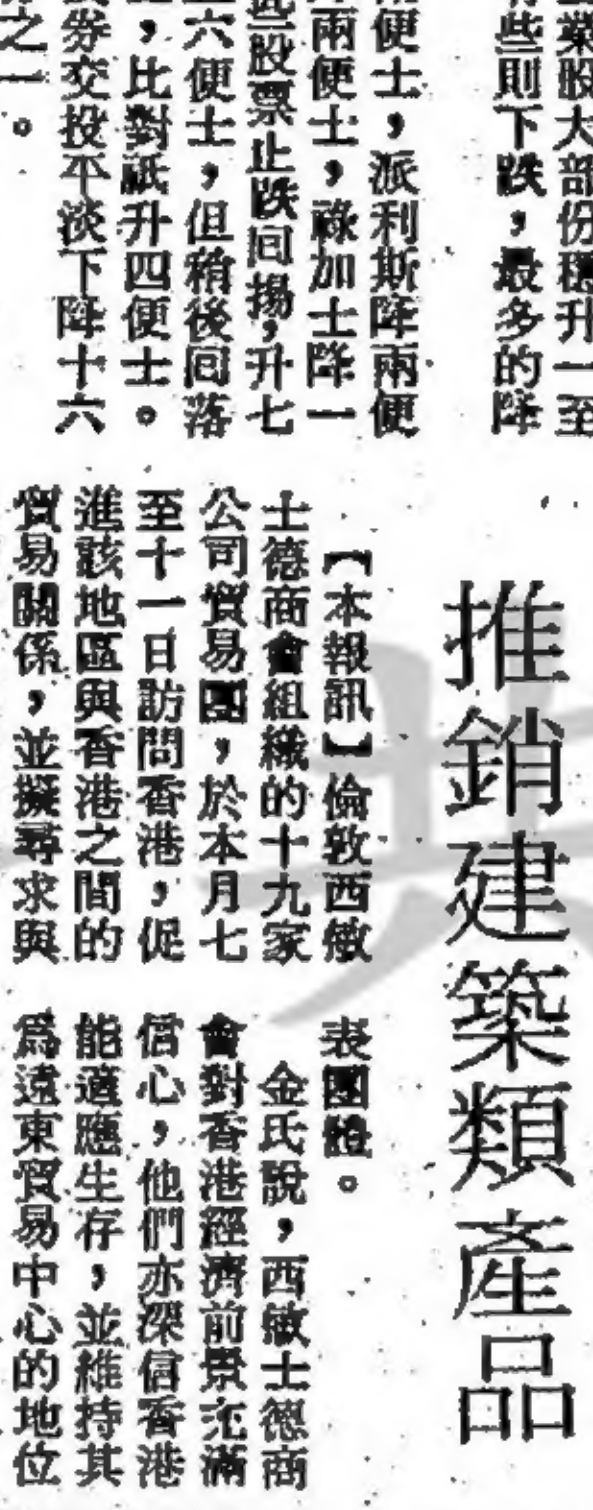 業股大部份穩升一至
些則下跌，最多的降
便士，派利斯降兩便
兩便士，祿加士降一
些股票止跌回揚，升七
六便士，但稍後回落
，比對祇升四便士。
券交投平淡下降十六
之一。
推銷建築類產品
【本報訊】倫敦西敏
士德商會組織的十九家
公司貿易團，於本月七
至十一日訪問香港，促
進該地區與香港之間的
貿易關係，並擬尋求與
表團體。
金氏說，西敏士德商
會對香港經濟前景充滿
信心，他們亦深信香港
能適應生存，並維持其
爲遠東貿易中心的地位